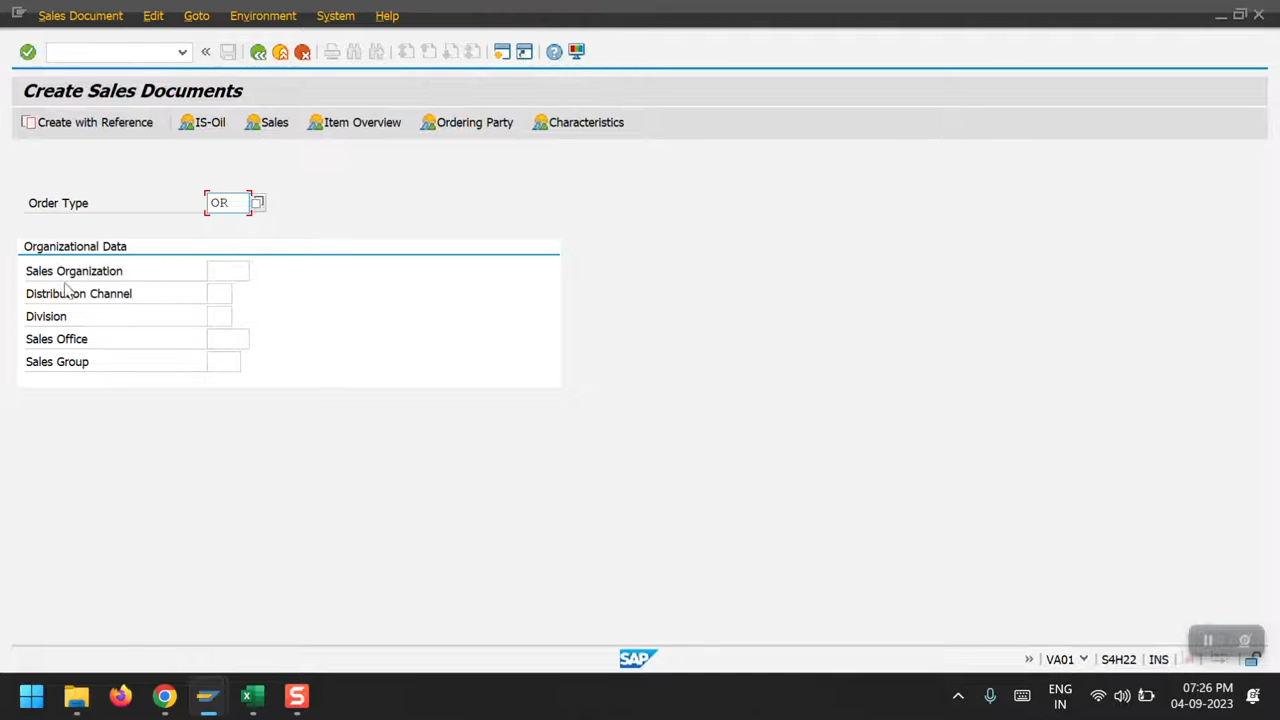 Sales Document Edit Goto Environment System Help
Create Sales Documents
Create with Reference IS-Oil Sales Item Overview Ordering Party Characteristics
Order Type OR
Organizational Data
Sales Organization
Distribution Channel
Division
Sales Office
Sales Group
SAP
VA01 S4H22 INS
ENG
IN
07:26 PM
04-09-2023